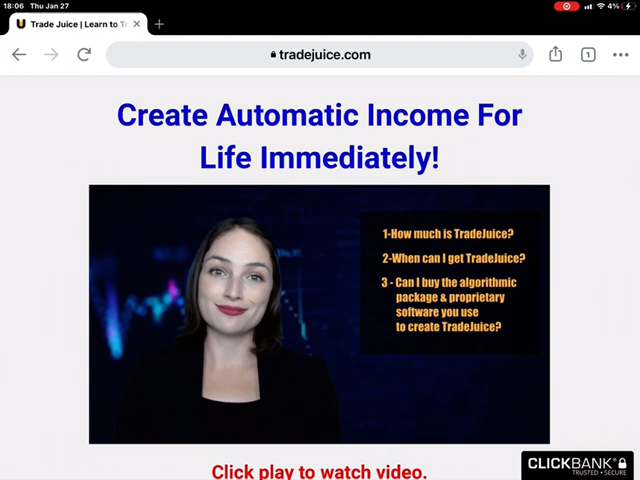 18:06 Thu Jan 27
4%
Trade Juice | Learn to Tr
tradejuice.com
1
Create Automatic Income For
Life Immediately!
1-How much is TradeJuice?
2-When can I get TradeJuice?
3 - Can I buy the algorithmic
package & proprietary
software you use
to create TradeJuice?
Click play to watch video.
CLICKBANK
TRUSTED • SECURE